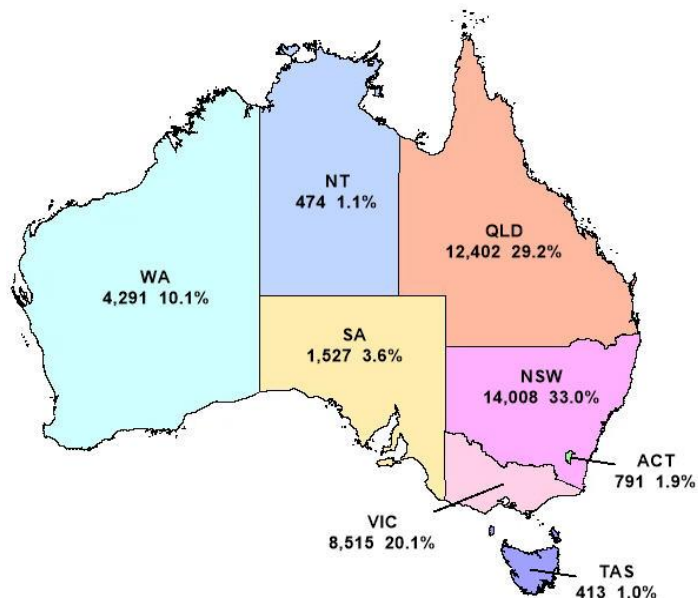 NT
474 1.1%
QLD
12,402 29.2%
WA
4,291 10.1%
SA
1,527 3.6%
NSW
14,008 33.0%
ACT
791 1.9%
VIC
8,515 20.1%
TAS
413 1.0%